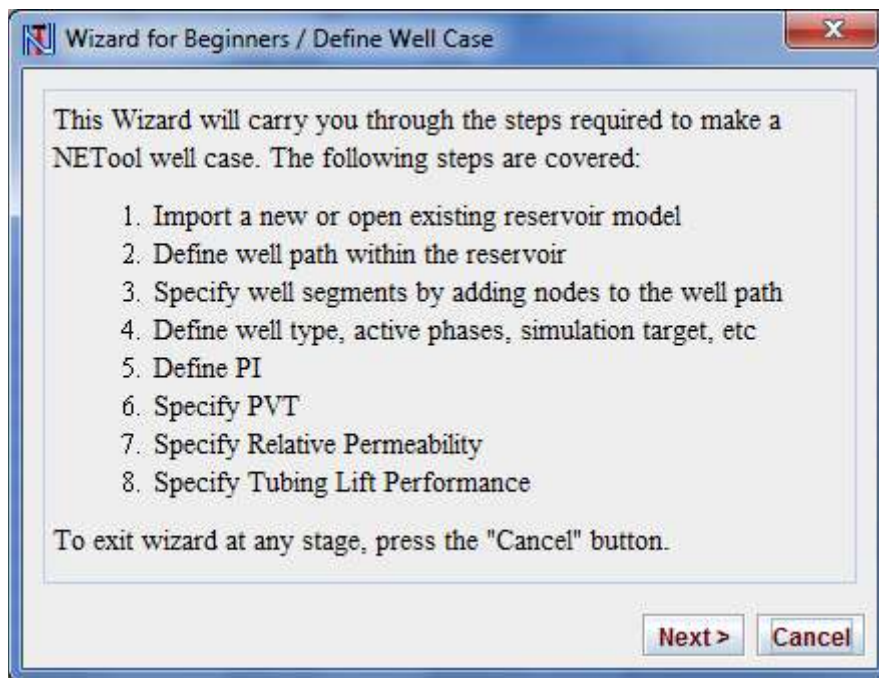 Wizard for Beginners / Define Well Case
This Wizard will carry you through the steps required to make a
NETool well case. The following steps are covered:
1. Import a new or open existing reservoir model
2. Define well path within the reservoir
3. Specify well segments by adding nodes to the well path
4. Define well type, active phases, simulation target, etc
5. Define PI
6. Specify PVT
7. Specify Relative Permeability
8. Specify Tubing Lift Performance
To exit wizard at any stage, press the "Cancel" button.
Next > Cancel